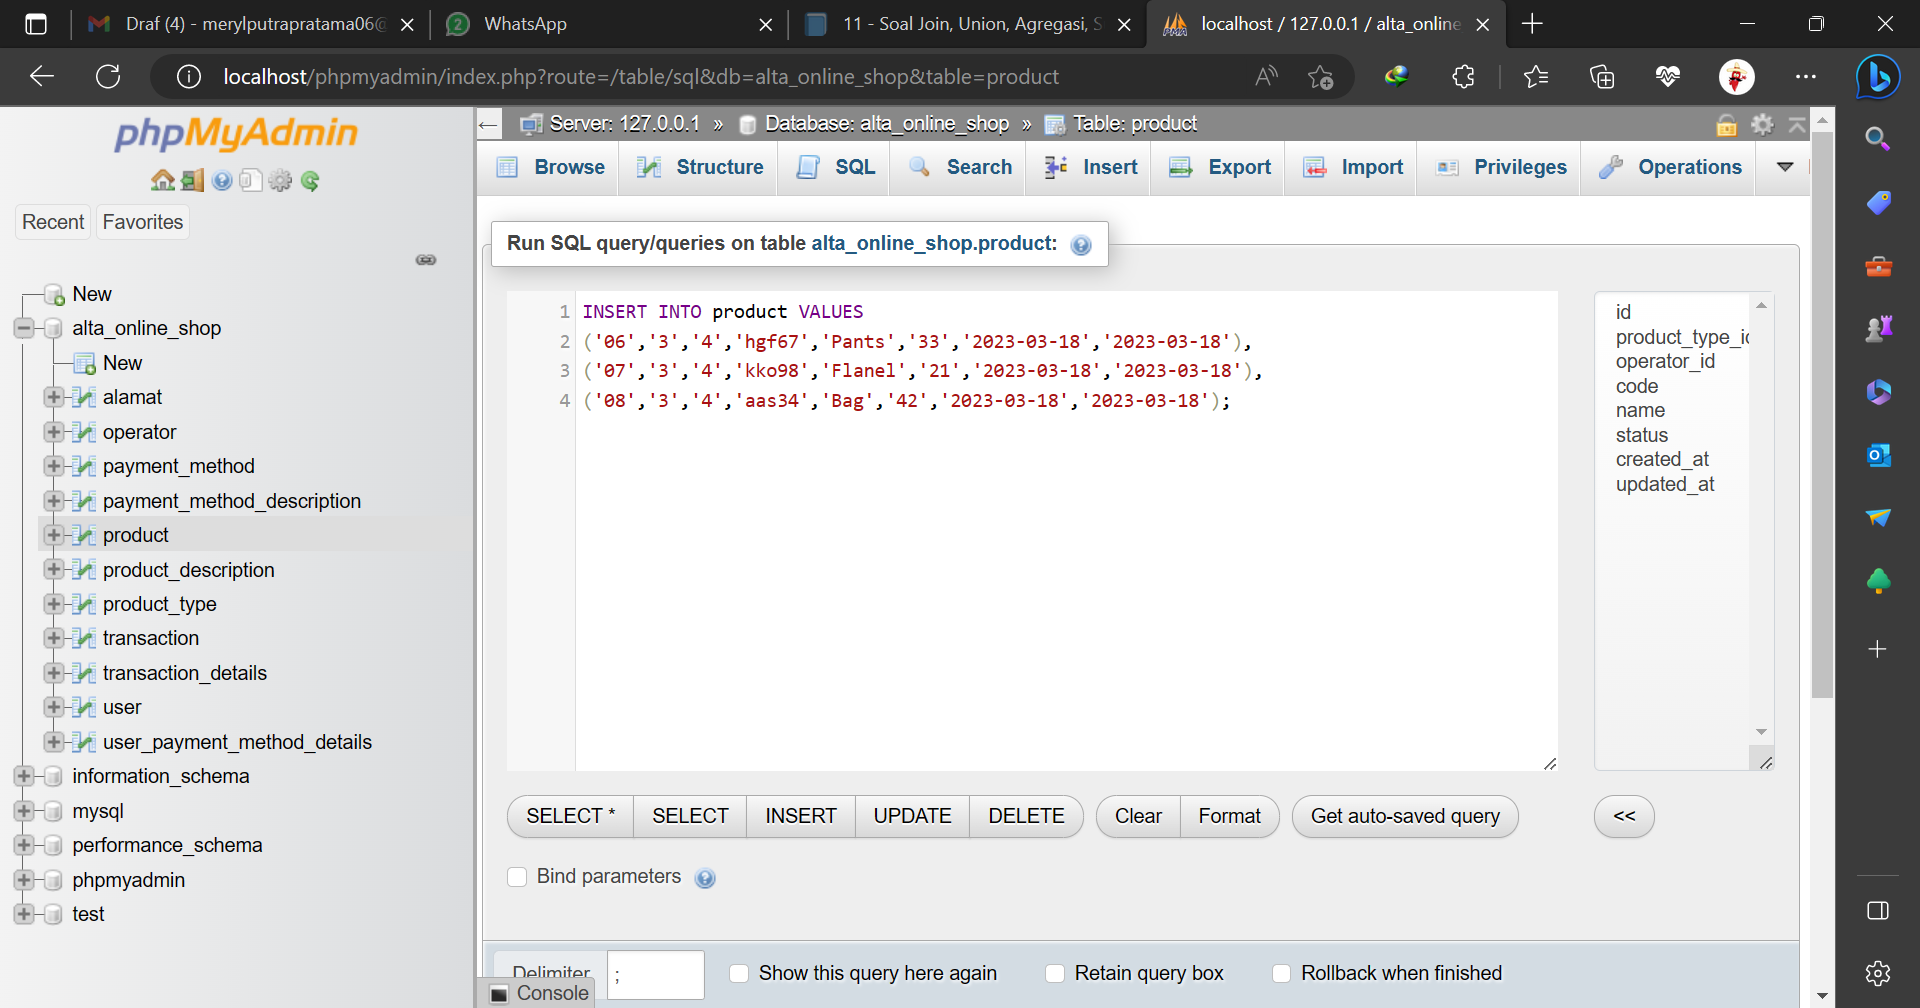 Draf (4) - merylputrapratama06@
2 WhatsApp
11 - Soal Join, Union, Agregasi, S
PMA localhost / 127.0.0.1 / alta_online
localhost/phpmyadmin/index.php?route=/table/sql&db=alta_online_shop&table=product
phpMyAdmin
Recent Favorites
New
alta_online_shop
New
alamat
operator
payment_method
payment_method_description
product
product_description
product_type
transaction
transaction_details
user
user_payment_method_details
information_schema
mysql
performance_schema
phpmyadmin
test
Server: 127.0.0.1 » Database: alta_online_shop » Table: product
Browse Structure SQL Search Insert Export Import Privileges Operations
Run SQL query/queries on table alta_online_shop.product:
1 INSERT INTO product VALUES
2 ('06','3','4','hgf67','Pants','33','2023-03-18','2023-03-18'),
3 ('07','3','4','kko98','Flanel','21','2023-03-18','2023-03-18'),
4 ('08','3','4','aas34','Bag','42','2023-03-18','2023-03-18');
id
product_type_id
operator_id
code
name
status
created_at
updated_at
SELECT * SELECT INSERT UPDATE DELETE Clear Format Get auto-saved query <<
Bind parameters
Delimiter ; Show this query here again Retain query box Rollback when finished
Console